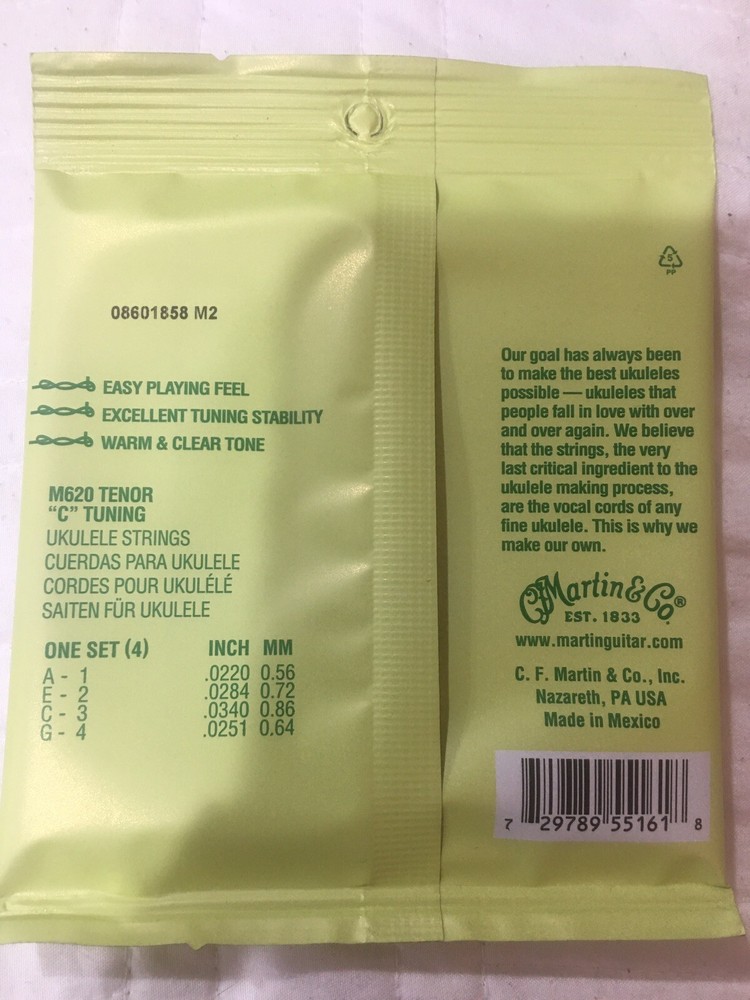 08601858 M2
EASY PLAYING FEEL
EXCELLENT TUNING STABILITY
WARM & CLEAR TONE
M620 TENOR
“C” TUNING
UKULELE STRINGS
CUERDAS PARA UKULELE
CORDES POUR UKULÉLÉ
SAITEN FÜR UKULELE
ONE SET (4) INCH MM
A - 1 .0220 0.56
E - 2 .0284 0.72
C - 3 .0340 0.86
G - 4 .0251 0.64
5
PP
Our goal has always been
to make the best ukuleles
possible — ukuleles that
people fall in love with over
and over again. We believe
that the strings, the very
last critical ingredient to the
ukulele making process,
are the vocal cords of any
fine ukulele. This is why we
make our own.
CF Martin & Co.®
EST. 1833
www.martinguitar.com
C. F. Martin & Co., Inc.
Nazareth, PA USA
Made in Mexico
7 29789 55161 8